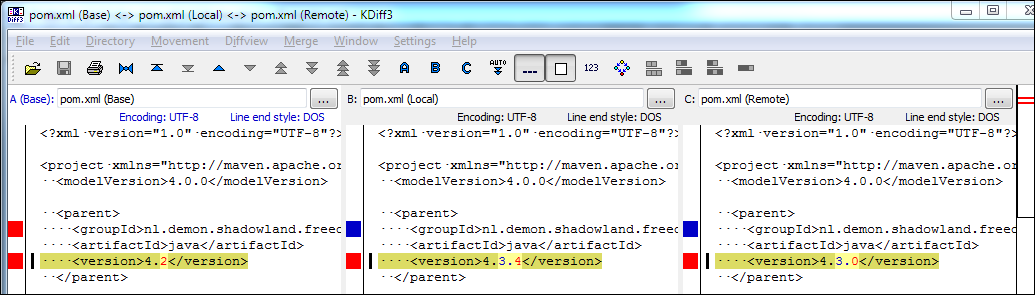 pom.xml (Base) <-> pom.xml (Local) <-> pom.xml (Remote) - KDiff3
File Edit Directory Movement Diffview Merge Window Settings Help
A B C AUTO 123
A (Base): pom.xml (Base) ... B: pom.xml (Local) ... C: pom.xml (Remote) ...
Encoding: UTF-8 Line end style: DOS Encoding: UTF-8 Line end style: DOS Encoding: UTF-8 Line end style: DOS
<?xml·version="1.0"·encoding="UTF-8"?> <?xml·version="1.0"·encoding="UTF-8"?> <?xml·version="1.0"·encoding="UTF-8"?>
<project·xmlns="http://maven.apache.or <project·xmlns="http://maven.apache.or <project·xmlns="http://maven.apache.or
··<modelVersion>4.0.0</modelVersion> ··<modelVersion>4.0.0</modelVersion> ··<modelVersion>4.0.0</modelVersion>
··<parent> ··<parent> ··<parent>
····<groupId>nl.demon.shadowland.freed ····<groupId>nl.demon.shadowland.freed ····<groupId>nl.demon.shadowland.freed
····<artifactId>java</artifactId> ····<artifactId>java</artifactId> ····<artifactId>java</artifactId>
····<version>4.2</version> ····<version>4.3.4</version> ····<version>4.3.0</version>
··</parent> ··</parent> ··</parent>